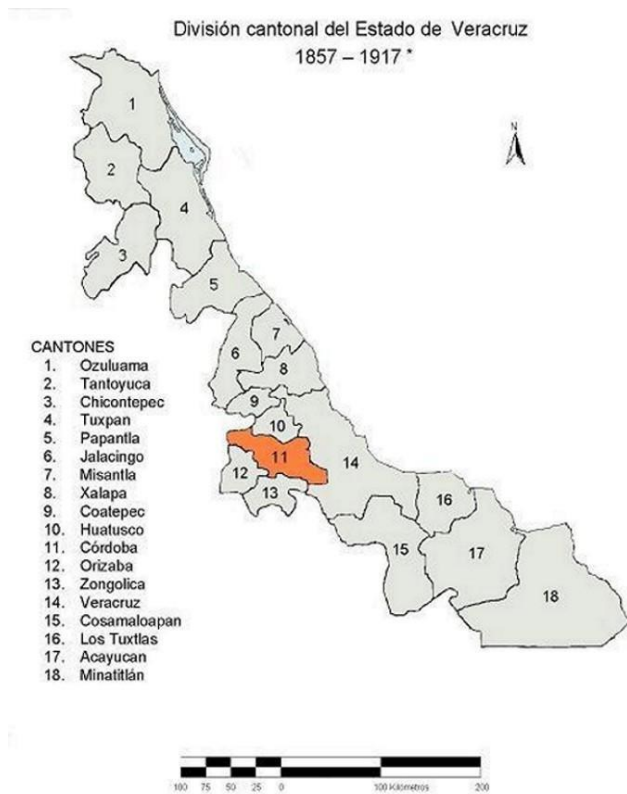 División cantonal del Estado de Veracruz
1857 – 1917 *
N
1
2
3
4
5
6
7
8
9
10
11
12
13
14
15
16
17
18
CANTONES
1. Ozuluama
2. Tantoyuca
3. Chicontepec
4. Tuxpan
5. Papantla
6. Jalacingo
7. Misantla
8. Xalapa
9. Coatepec
10. Huatusco
11. Córdoba
12. Orizaba
13. Zongolica
14. Veracruz
15. Cosamaloapan
16. Los Tuxtlas
17. Acayucan
18. Minatitlán
100 75 50 25 0 100 Kilómetros 200